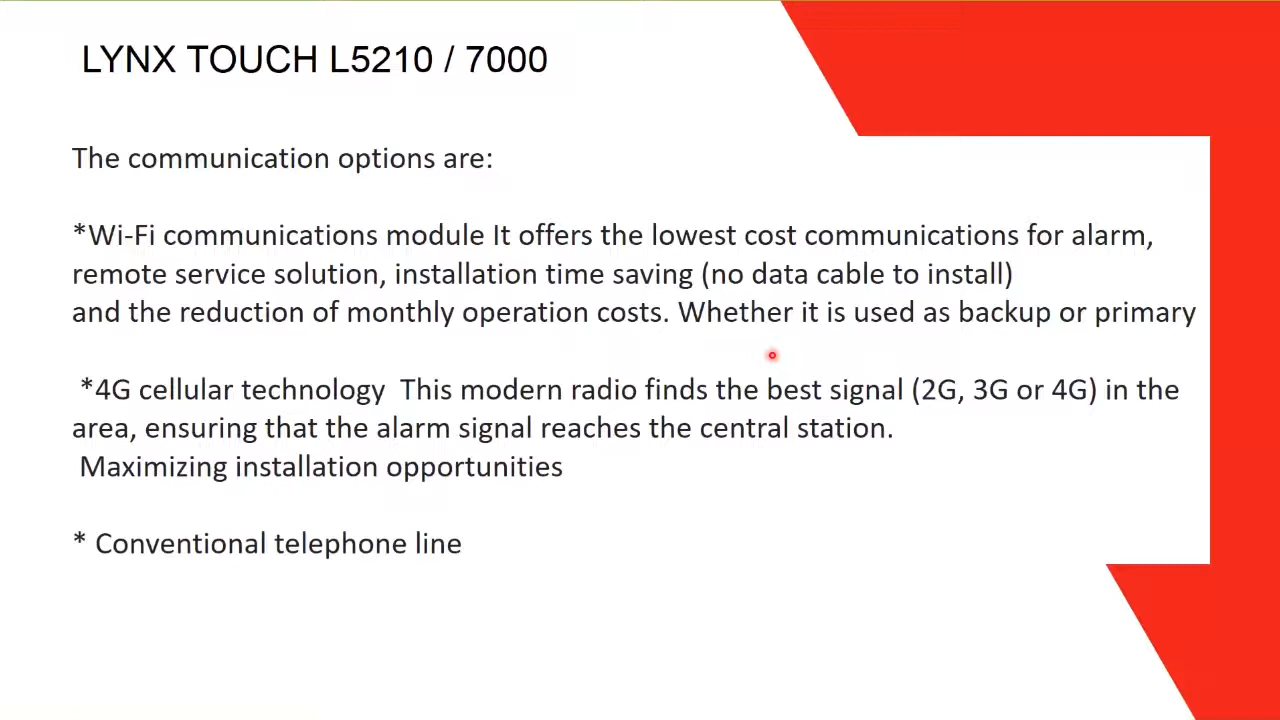 LYNX TOUCH L5210 / 7000
The communication options are:
*Wi-Fi communications module It offers the lowest cost communications for alarm,
remote service solution, installation time saving (no data cable to install)
and the reduction of monthly operation costs. Whether it is used as backup or primary
*4G cellular technology  This modern radio finds the best signal (2G, 3G or 4G) in the
area, ensuring that the alarm signal reaches the central station.
Maximizing installation opportunities
* Conventional telephone line